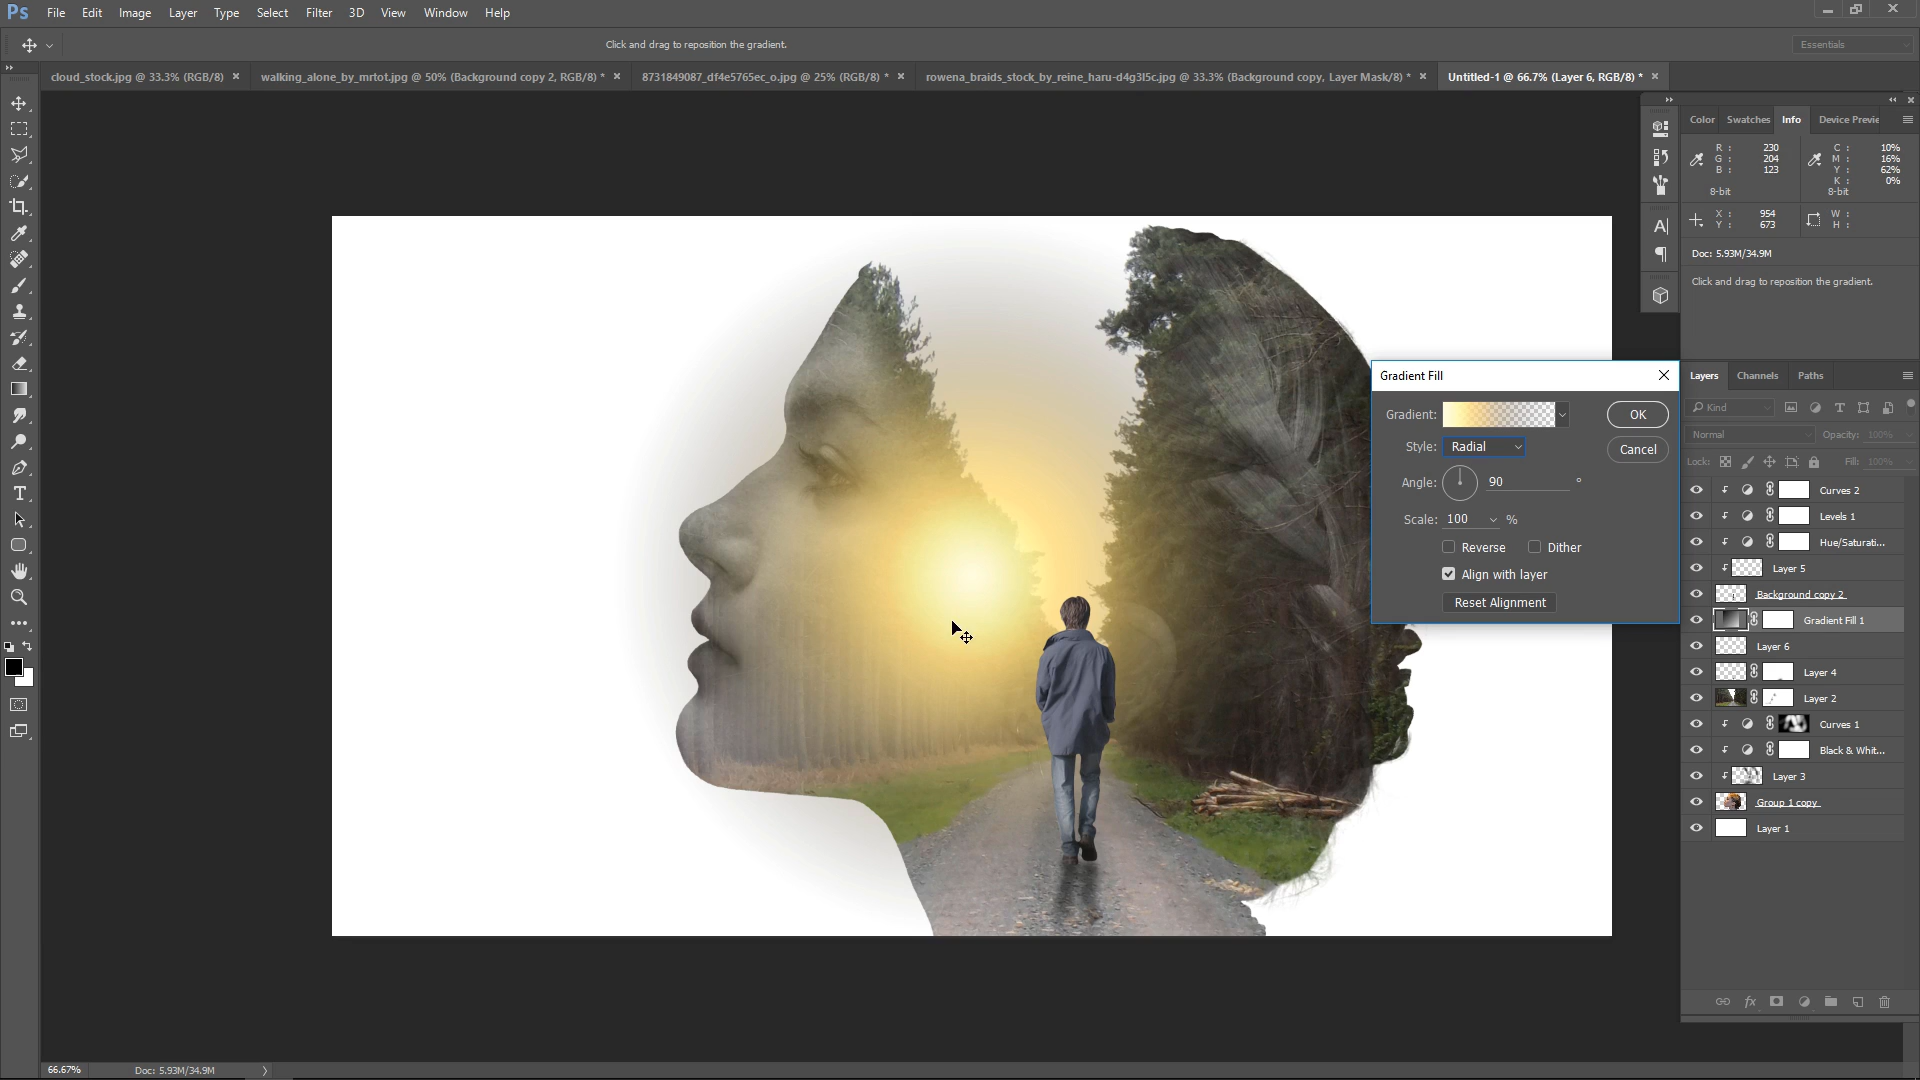 Ps File Edit Image Layer Type Select Filter 3D View Window Help
Click and drag to reposition the gradient.
Essentials
cloud_stock.jpg @ 33.3% (RGB/8) × walking_alone_by_mrtot.jpg @ 50% (Background copy 2, RGB/8) * × 8731849087_df4e5765ec_o.jpg @ 25% (RGB/8) * × rowena_braids_stock_by_reine_haru-d4g3l5c.jpg @ 33.3% (Background copy, Layer Mask/8) * × Untitled-1 @ 66.7% (Layer 6, RGB/8) * ×
Color Swatches Info Device Previe
R : 230 C : 10%
G : 204 M : 16%
B : 123 Y : 62%
K : 0%
8-bit 8-bit
X : 954 W :
Y : 673 H :
Doc: 5.93M/34.9M
Click and drag to reposition the gradient.
Gradient Fill
Gradient:
OK
Style: Radial
Cancel
Angle: 90 °
Scale: 100 %
Reverse Dither
Align with layer
Reset Alignment
Layers Channels Paths
Kind
Normal Opacity: 100%
Lock: Fill: 100%
Curves 2
Levels 1
Hue/Saturati...
Layer 5
Background copy 2
Gradient Fill 1
Layer 6
Layer 4
Layer 2
Curves 1
Black & Whit...
Layer 3
Group 1 copy
Layer 1
66.67% Doc: 5.93M/34.9M